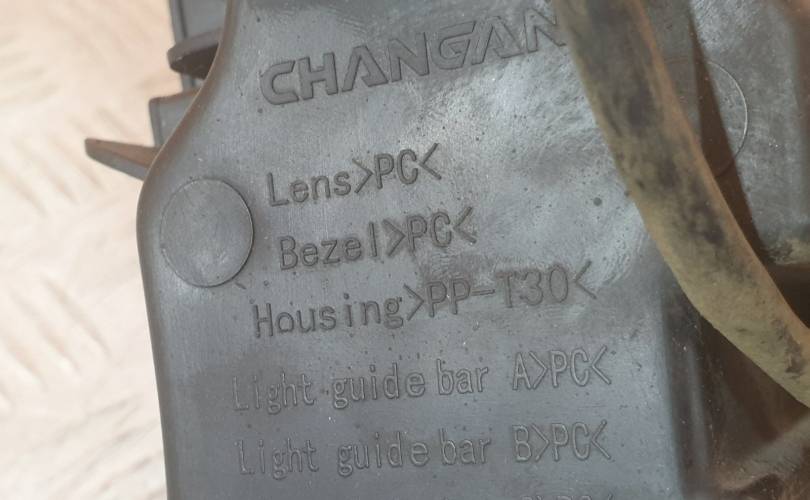 CHANGAN
Lens>PC<
Bezel>PC<
Housing>PP-T30<
Light guide bar A>PC<
Light guide bar B>PC<